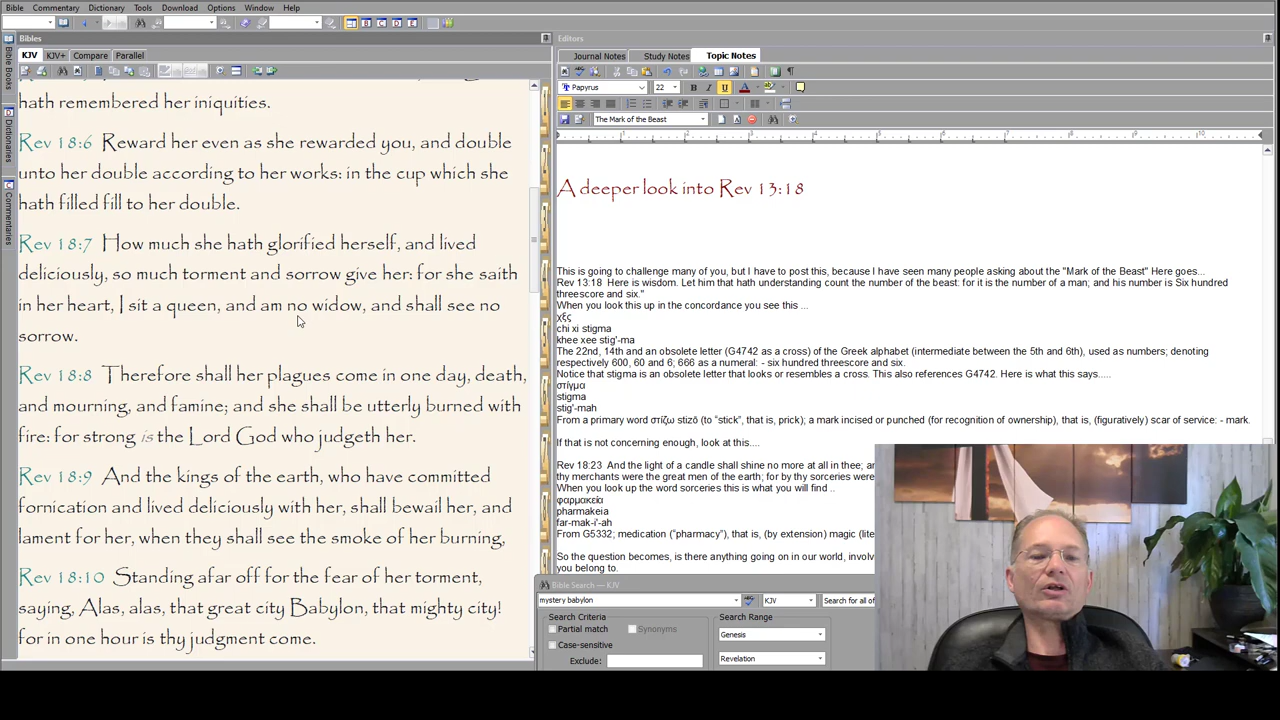 Bible Commentary Dictionary Tools Download Options Window Help
Bibles
KJV KJV+ Compare Parallel
Bible Books
Dictionaries
Commentaries
hath remembered her iniquities.
Rev 18:6 Reward her even as she rewarded you, and double
unto her double according to her works: in the cup which she
hath filled fill to her double.
Rev 18:7 How much she hath glorified herself, and lived
deliciously, so much torment and sorrow give her: for she saith
in her heart, I sit a queen, and am no widow, and shall see no
sorrow.
Rev 18:8 Therefore shall her plagues come in one day, death,
and mourning, and famine; and she shall be utterly burned with
fire: for strong is the Lord God who judgeth her.
Rev 18:9 And the kings of the earth, who have committed
fornication and lived deliciously with her, shall bewail her, and
lament for her, when they shall see the smoke of her burning,
Rev 18:10 Standing afar off for the fear of her torment,
saying, Alas, alas, that great city Babylon, that mighty city!
for in one hour is thy judgment come.
Editors
Journal Notes Study Notes Topic Notes
Papyrus 22 B I U A
The Mark of the Beast
1 2 3 4 5 6 7 8 9 10
A deeper look into Rev 13:18
This is going to challenge many of you, but I have to post this, because I have seen many people asking about the "Mark of the Beast" Here goes...
Rev 13:18 Here is wisdom. Let him that hath understanding count the number of the beast: for it is the number of a man; and his number is Six hundred
threescore and six."
When you look this up in the concordance you see this ...
χξς
chi xi stigma
khee xee stig'-ma
The 22nd, 14th and an obsolete letter (G4742 as a cross) of the Greek alphabet (intermediate between the 5th and 6th), used as numbers; denoting
respectively 600, 60 and 6; 666 as a numeral: - six hundred threescore and six.
Notice that stigma is an obsolete letter that looks or resembles a cross. This also references G4742. Here is what this says.....
στίγμα
stigma
stig'-mah
From a primary word στίζω stizō (to "stick", that is, prick); a mark incised or punched (for recognition of ownership), that is, (figuratively) scar of service: - mark.
If that is not concerning enough, look at this....
Rev 18:23 And the light of a candle shall shine no more at all in thee; an
thy merchants were the great men of the earth; for by thy sorceries were
When you look up the word sorceries this is what you will find ..
φαρμακεία
pharmakeia
far-mak-i'-ah
From G5332; medication ("pharmacy"), that is, (by extension) magic (lite
So the question becomes, is there anything going on in our world, involv
you belong to.
Bible Search — KJV
mystery babylon KJV Search for all of
Search Criteria Search Range
Partial match Synonyms Genesis
Case-sensitive
Exclude: Revelation